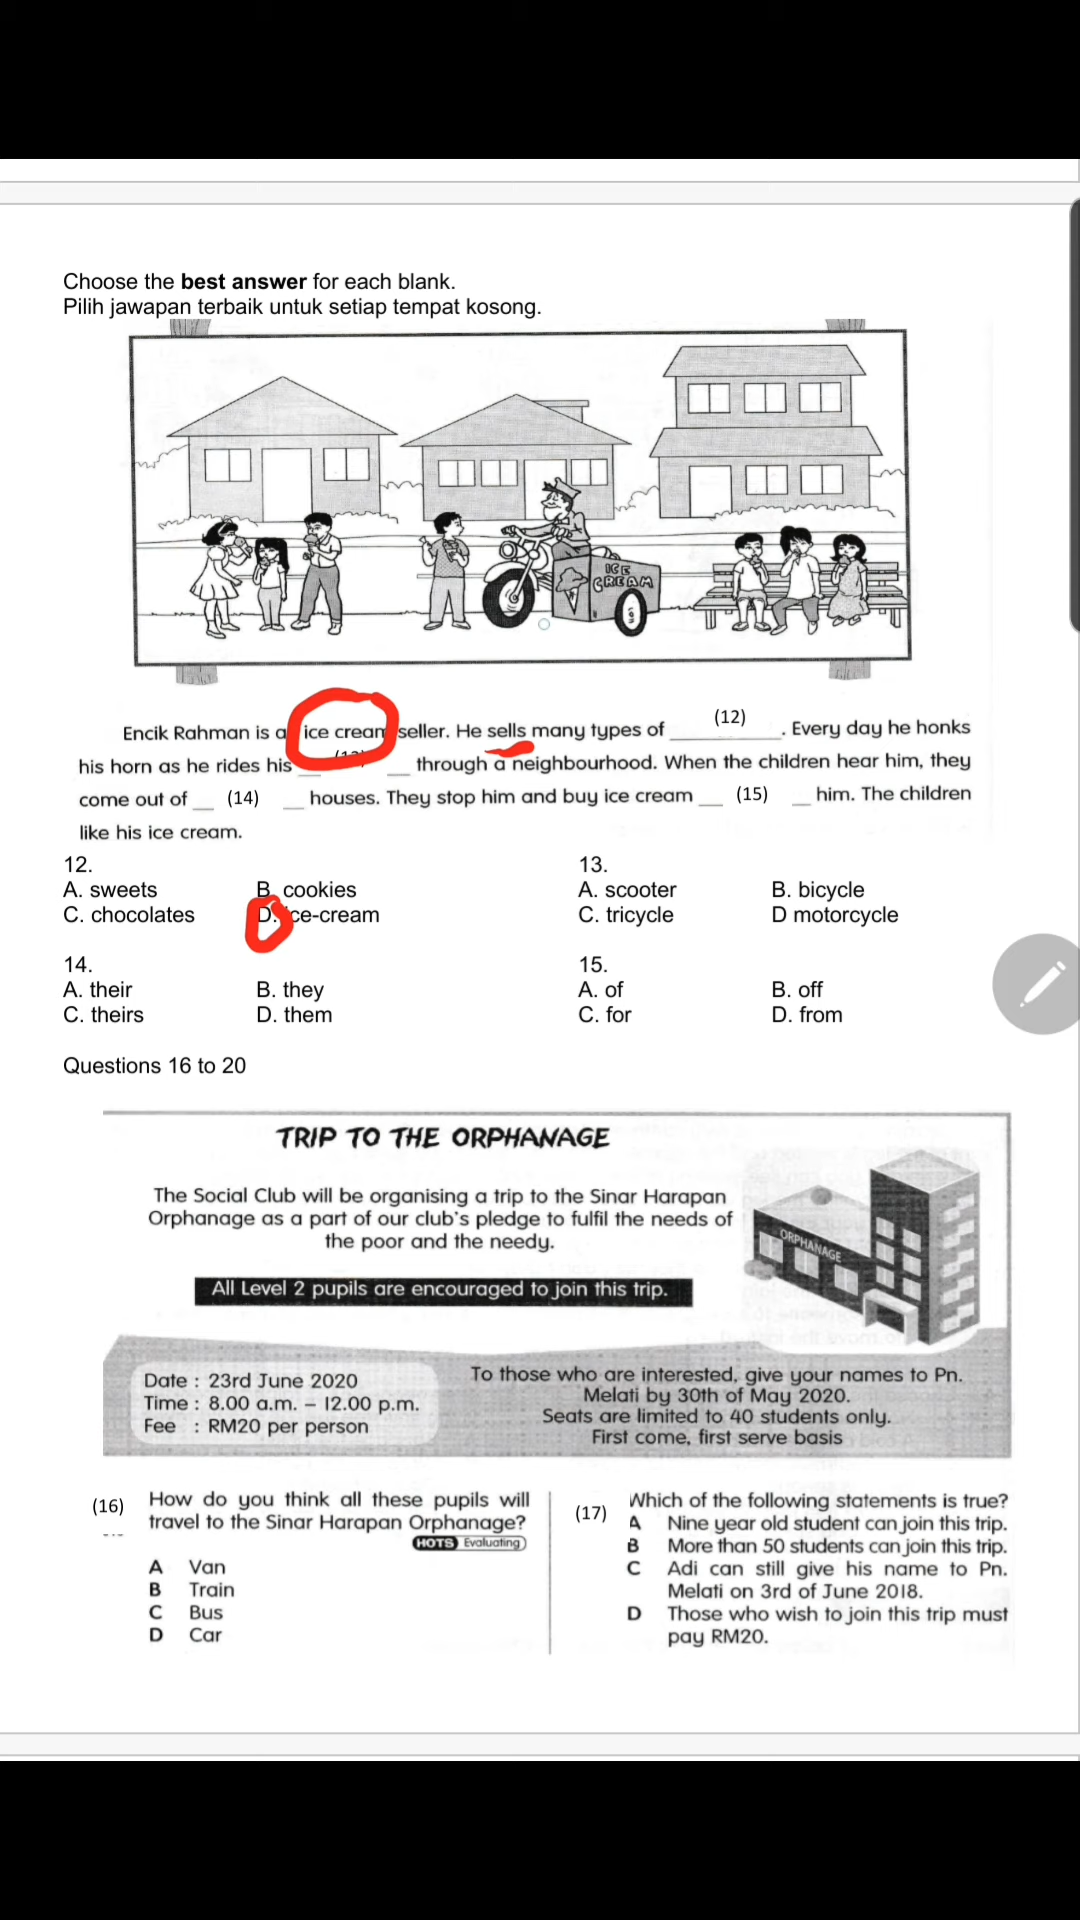 Choose the best answer for each blank.
Pilih jawapan terbaik untuk setiap tempat kosong.
ICE
CREAM
Encik Rahman is a ice cream seller. He sells many types of (12) . Every day he honks
his horn as he rides his through a neighbourhood. When the children hear him, they
come out of (14) houses. They stop him and buy ice cream (15) him. The children
like his ice cream.
12. 13.
A. sweets B. cookies A. scooter B. bicycle
C. chocolates D. ice-cream C. tricycle D motorcycle
14. 15.
A. their B. they A. of B. off
C. theirs D. them C. for D. from
Questions 16 to 20
TRIP TO THE ORPHANAGE
The Social Club will be organising a trip to the Sinar Harapan
Orphanage as a part of our club's pledge to fulfil the needs of
the poor and the needy.
ORPHANAGE
All Level 2 pupils are encouraged to join this trip.
Date : 23rd June 2020
Time : 8.00 a.m. – 12.00 p.m.
Fee : RM20 per person
To those who are interested, give your names to Pn.
Melati by 30th of May 2020.
Seats are limited to 40 students only.
First come, first serve basis
(16) How do you think all these pupils will
travel to the Sinar Harapan Orphanage?
HOTS Evaluating
A Van
B Train
C Bus
D Car
(17) Which of the following statements is true?
A Nine year old student can join this trip.
B More than 50 students can join this trip.
C Adi can still give his name to Pn.
Melati on 3rd of June 2018.
D Those who wish to join this trip must
pay RM20.